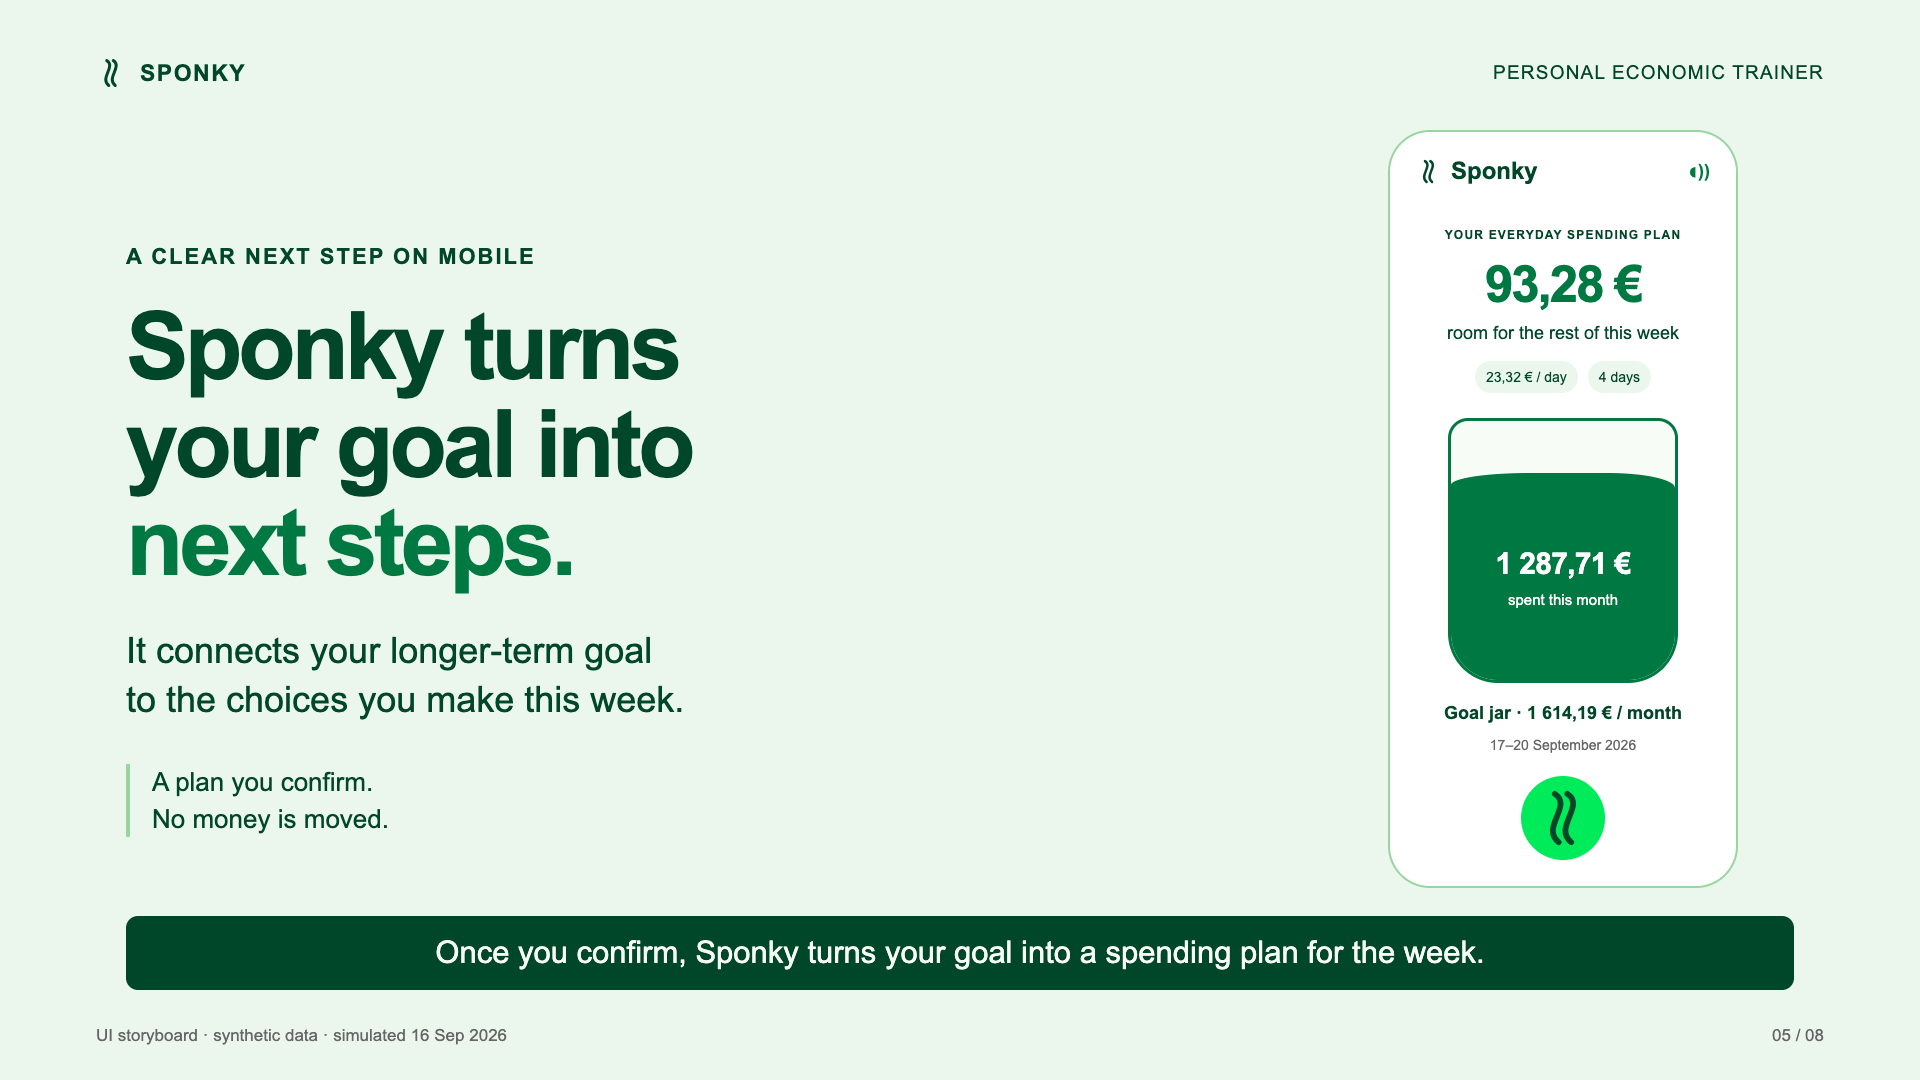 SPONKY
PERSONAL ECONOMIC TRAINER
A CLEAR NEXT STEP ON MOBILE
Sponky turns
your goal into
next steps.
It connects your longer-term goal
to the choices you make this week.
A plan you confirm.
No money is moved.
Sponky
YOUR EVERYDAY SPENDING PLAN
93,28 €
room for the rest of this week
23,32 € / day
4 days
1 287,71 €
spent this month
Goal jar · 1 614,19 € / month
17–20 September 2026
Once you confirm, Sponky turns your goal into a spending plan for the week.
UI storyboard · synthetic data · simulated 16 Sep 2026
05 / 08